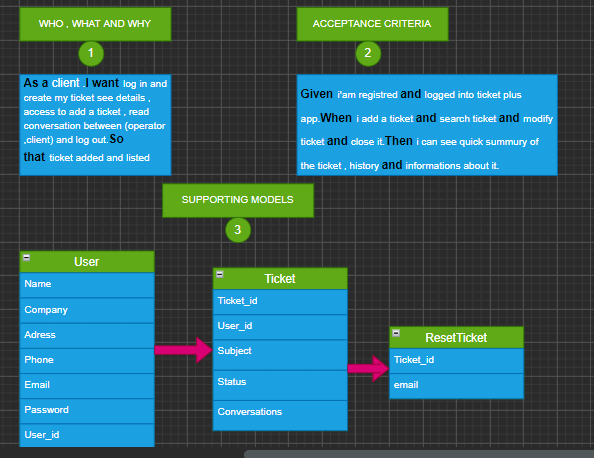 WHO , WHAT AND WHY
1
As a client .I want log in and
create my ticket see details ,
access to add a ticket , read
conversation between (operator
,client) and log out.So
that ticket added and listed
ACCEPTANCE CRITERIA
2
Given i'am registred and logged into ticket plus
app.When i add a ticket and search ticket and modify
ticket and close it.Then i can see quick summury of
the ticket , history and informations about it.
SUPPORTING MODELS
3
User
Name
Company
Adress
Phone
Email
Password
User_id
Ticket
Ticket_id
User_id
Subject
Status
Conversations
ResetTicket
Ticket_id
email